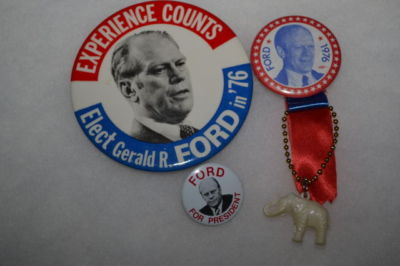 EXPERIENCE COUNTS
Elect Gerald R. FORD in '76
FORD 1976
FORD
FOR PRESIDENT